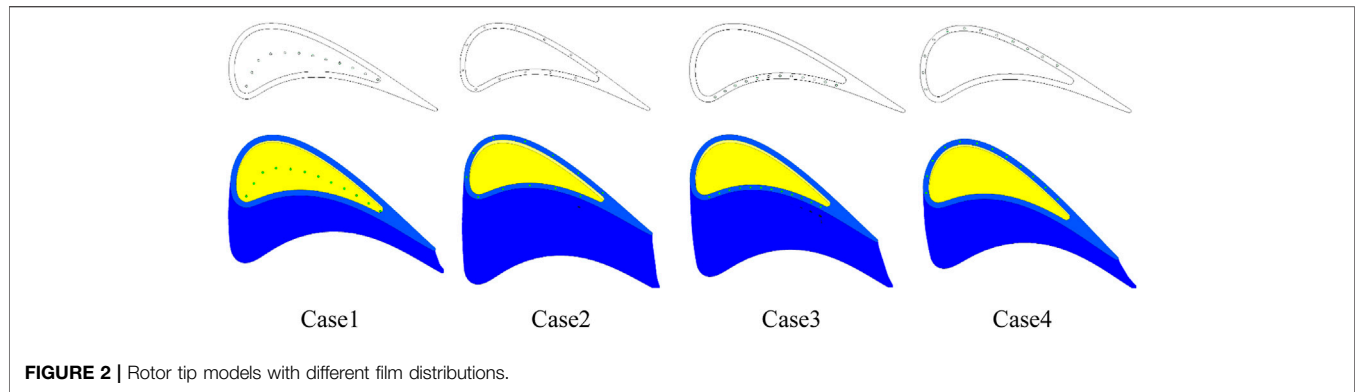 Case1 Case2 Case3 Case4
FIGURE 2 | Rotor tip models with different film distributions.